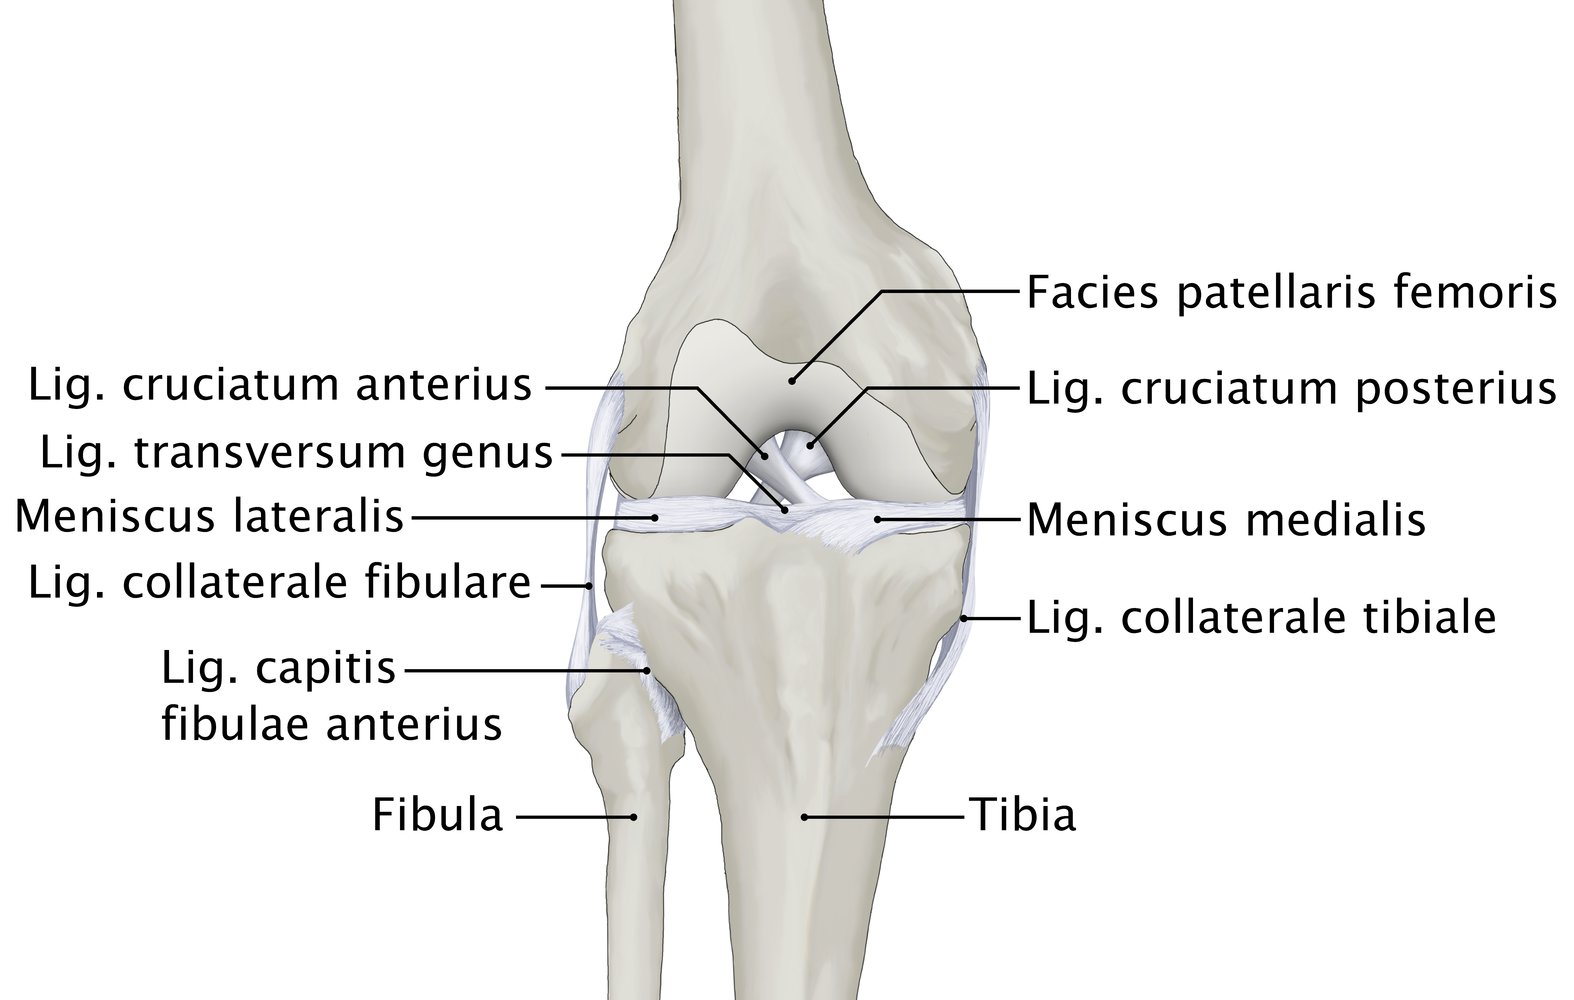 Facies patellaris femoris
Lig. cruciatum anterius
Lig. cruciatum posterius
Lig. transversum genus
Meniscus lateralis
Meniscus medialis
Lig. collaterale fibulare
Lig. collaterale tibiale
Lig. capitis
fibulae anterius
Fibula
Tibia